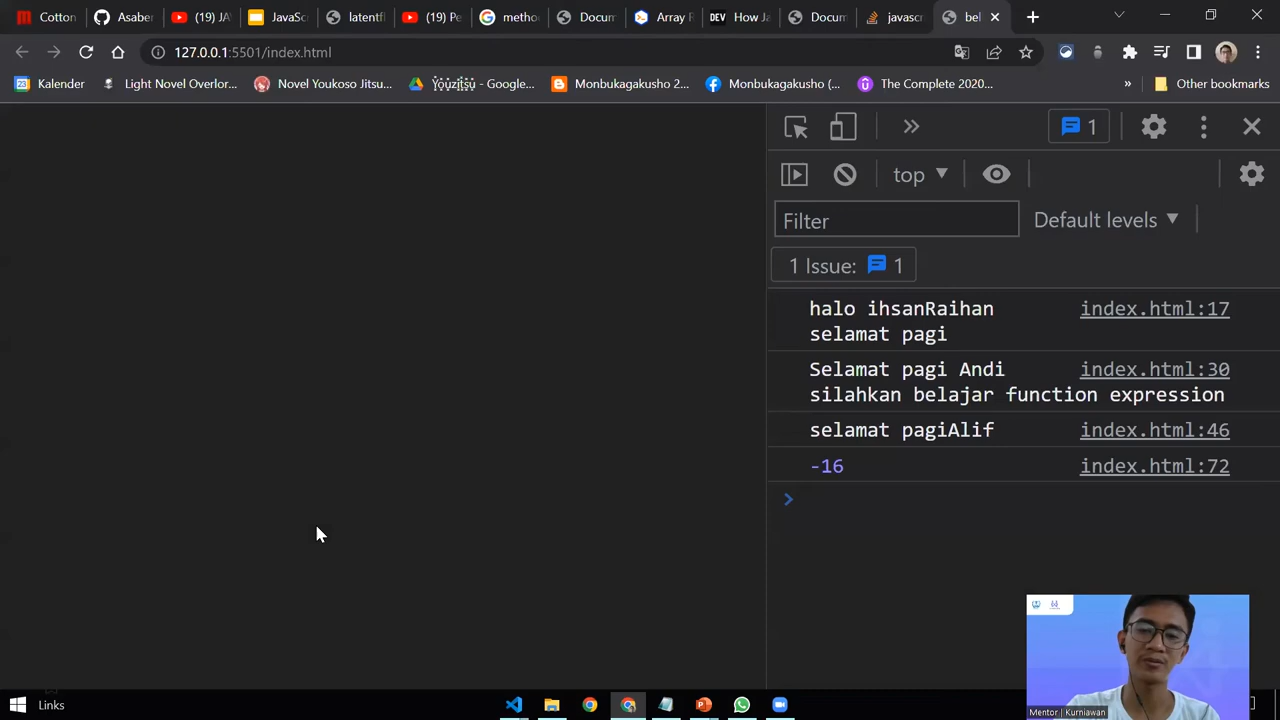 Cotton
Asaber
(19) JA
JavaSc
latentf
(19) Pe
metho
Docum
Array r
DEV How Ja
Docum
javascr
bel
127.0.0.1:5501/index.html
Kalender
Light Novel Overlor...
Novel Youkoso Jitsu...
Monbukagakusho 2...
Monbukagakusho (...
The Complete 2020...
»
Other bookmarks
1
top
Filter
Default levels
1 Issue: 1
halo ihsanRaihan index.html:17
selamat pagi
Selamat pagi Andi index.html:30
silahkan belajar function expression
selamat pagiAlif index.html:46
-16 index.html:72
Mentor | Kurniawan
Links